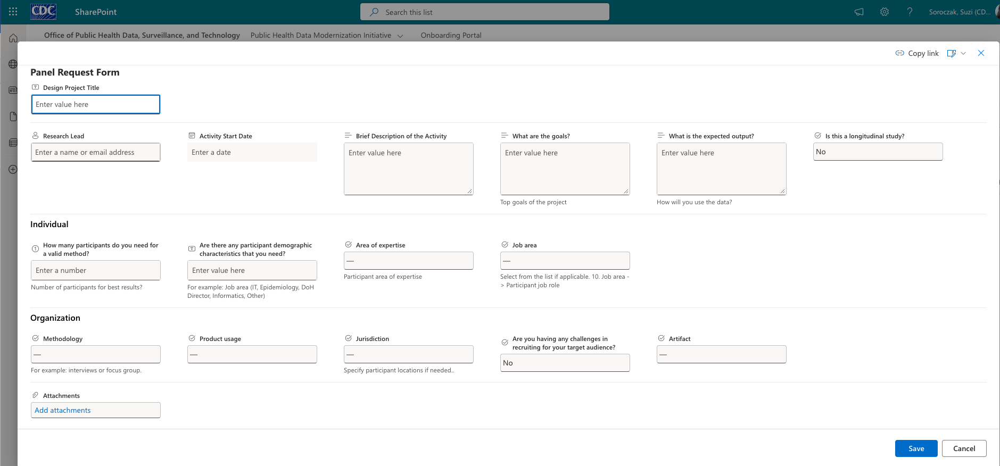 CDC
SharePoint
Search this list
?
Soroczak, Suzi (CD...
Office of Public Health Data, Surveillance, and Technology
Public Health Data Modernization Initiative
Onboarding Portal
Copy link
Panel Request Form
Design Project Title
Enter value here
Research Lead
Enter a name or email address
Activity Start Date
Enter a date
Brief Description of the Activity
Enter value here
What are the goals?
Enter value here
Top goals of the project
What is the expected output?
Enter value here
How will you use the data?
Is this a longitudinal study?
No
Individual
How many participants do you need for
a valid method?
Enter a number
Number of participants for best results?
Are there any participant demographic
characteristics that you need?
Enter value here
For example: Job area (IT, Epidemiology, DoH
Director, Informatics, Other)
Area of expertise
—
Participant area of expertise
Job area
—
Select from the list if applicable. 10. Job area -
> Participant job role
Organization
Methodology
—
For example: interviews or focus group.
Product usage
—
Jurisdiction
—
Specify participant locations if needed..
Are you having any challenges in
recruiting for your target audience?
No
Artifact
—
Attachments
Add attachments
Save
Cancel